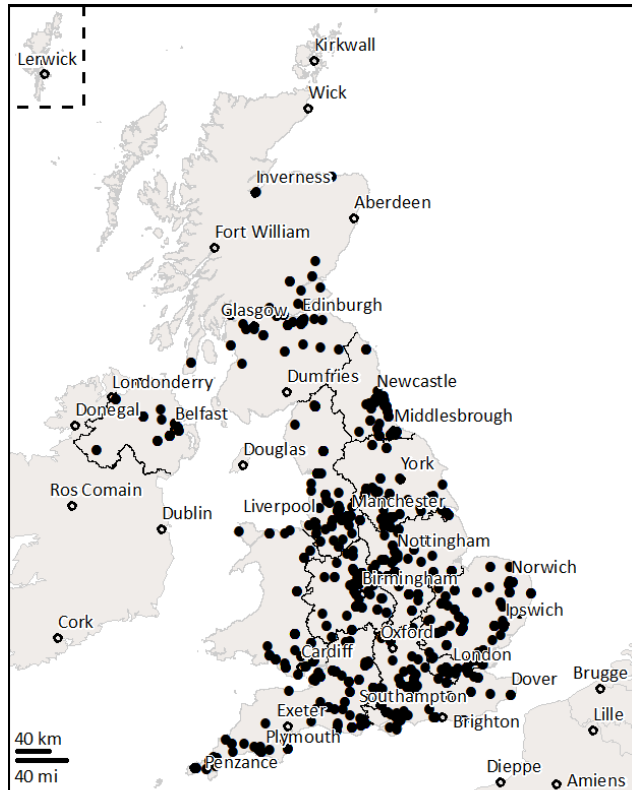 Kirkwall
Lerwick
Wick
Inverness
Aberdeen
Fort William
Glasgow
Edinburgh
Londonderry
Dumfries
Newcastle
Donegal
Belfast
Middlesbrough
Douglas
York
Ros Comain
Liverpool
Manchester
Dublin
Nottingham
Norwich
Birmingham
Ipswich
Cork
Oxford
Cardiff
London
Dover
Brugge
Southampton
Exeter
Brighton
Lille
Plymouth
40 km
Penzance
40 mi
Dieppe
Amiens